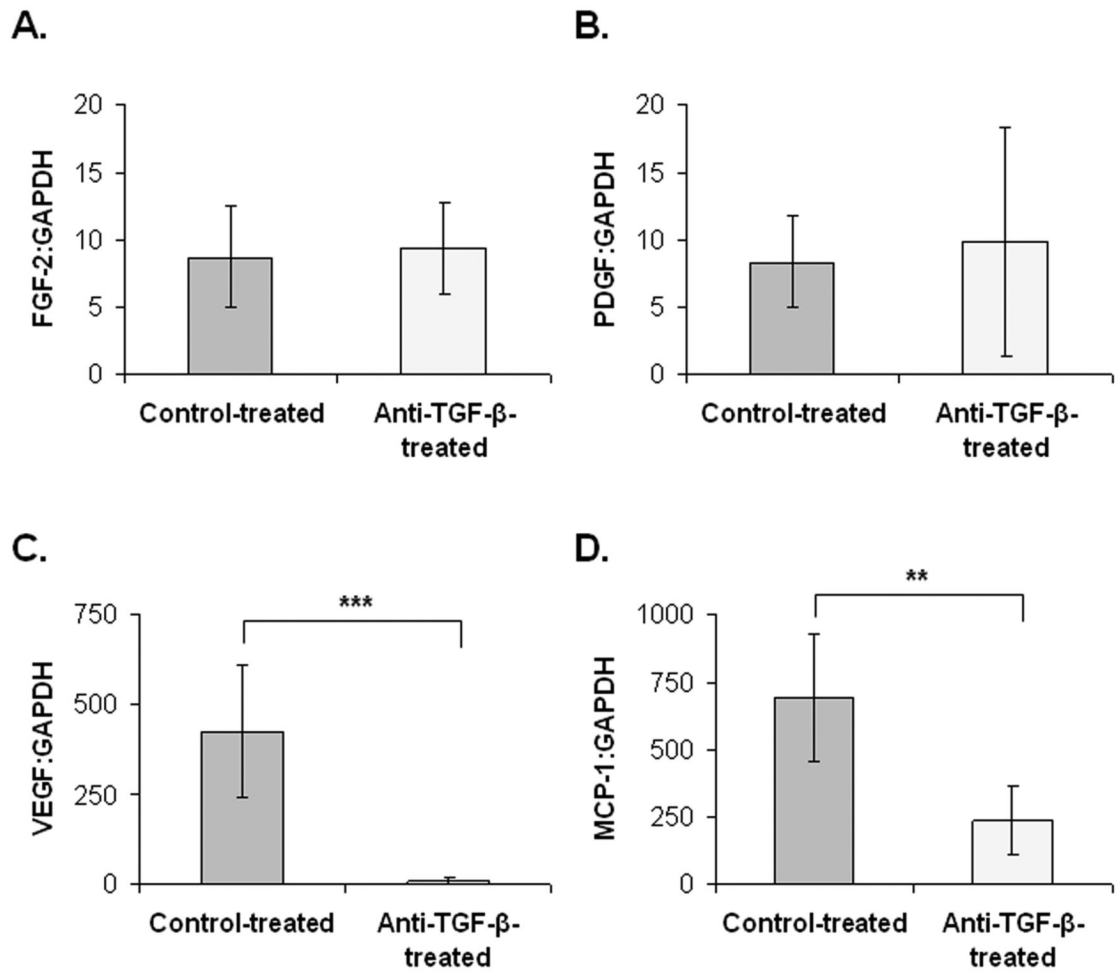 A.
FGF-2:GAPDH
20
15
10
5
0
Control-treated
Anti-TGF-β-
treated
B.
PDGF:GAPDH
20
15
10
5
0
Control-treated
Anti-TGF-β-
treated
C.
VEGF:GAPDH
750
500
250
0
***
Control-treated
Anti-TGF-β-
treated
D.
MCP-1:GAPDH
1000
750
500
250
0
**
Control-treated
Anti-TGF-β-
treated